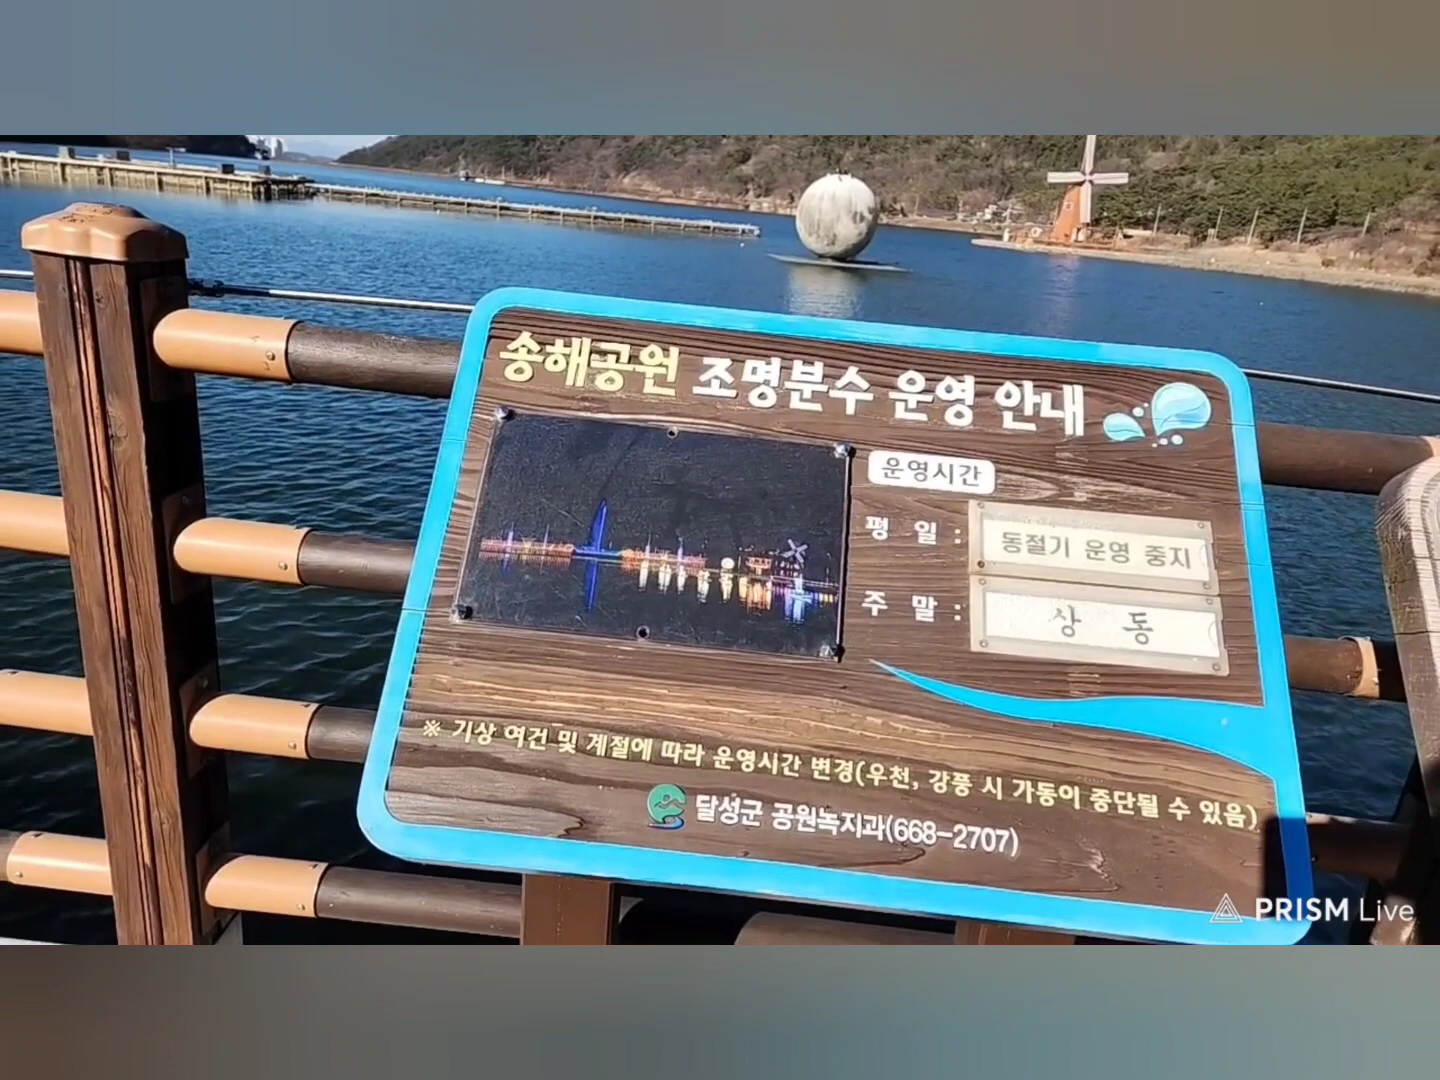 송해공원 조명분수 운영 안내
운영시간
평 일 : 동절기 운영 중지
주 말 : 상 동
※ 기상 여건 및 계절에 따라 운영시간 변경(우천, 강풍 시 가동이 중단될 수 있음)
달성군 공원녹지과(668-2707)
PRISM Live